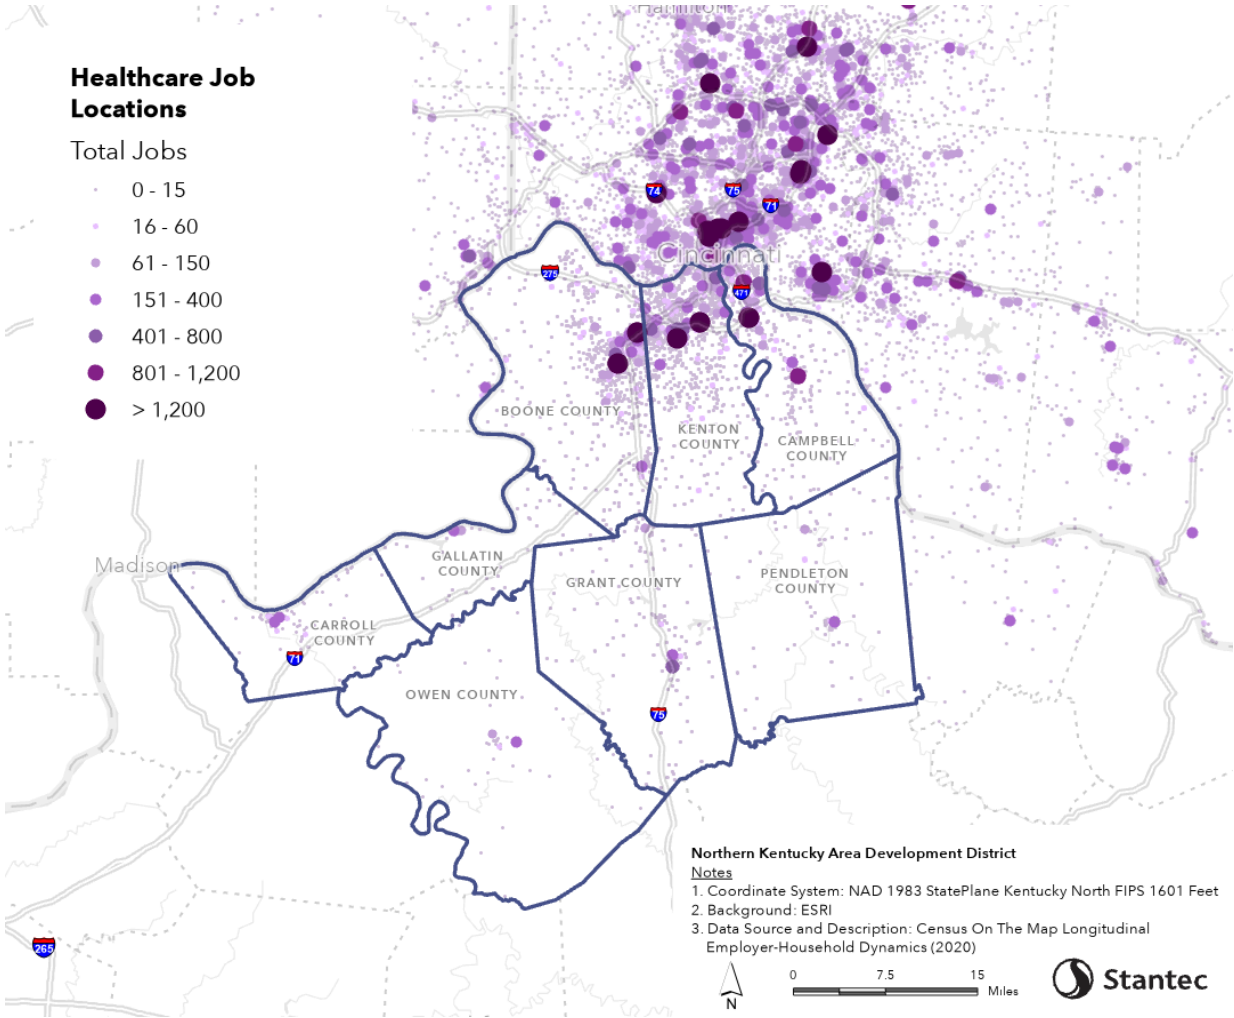 Healthcare Job
Locations
Total Jobs
0 - 15
16 - 60
61 - 150
151 - 400
401 - 800
801 - 1,200
> 1,200
Hamilton
74
75
71
Cincinnati
275
471
BOONE COUNTY
KENTON
COUNTY
CAMPBELL
COUNTY
Madison
GALLATIN
COUNTY
GRANT COUNTY
PENDLETON
COUNTY
CARROLL
COUNTY
71
OWEN COUNTY
75
265
Northern Kentucky Area Development District
Notes
1. Coordinate System: NAD 1983 StatePlane Kentucky North FIPS 1601 Feet
2. Background: ESRI
3. Data Source and Description: Census On The Map Longitudinal
Employer-Household Dynamics (2020)
N
0 7.5 15
Miles
Stantec